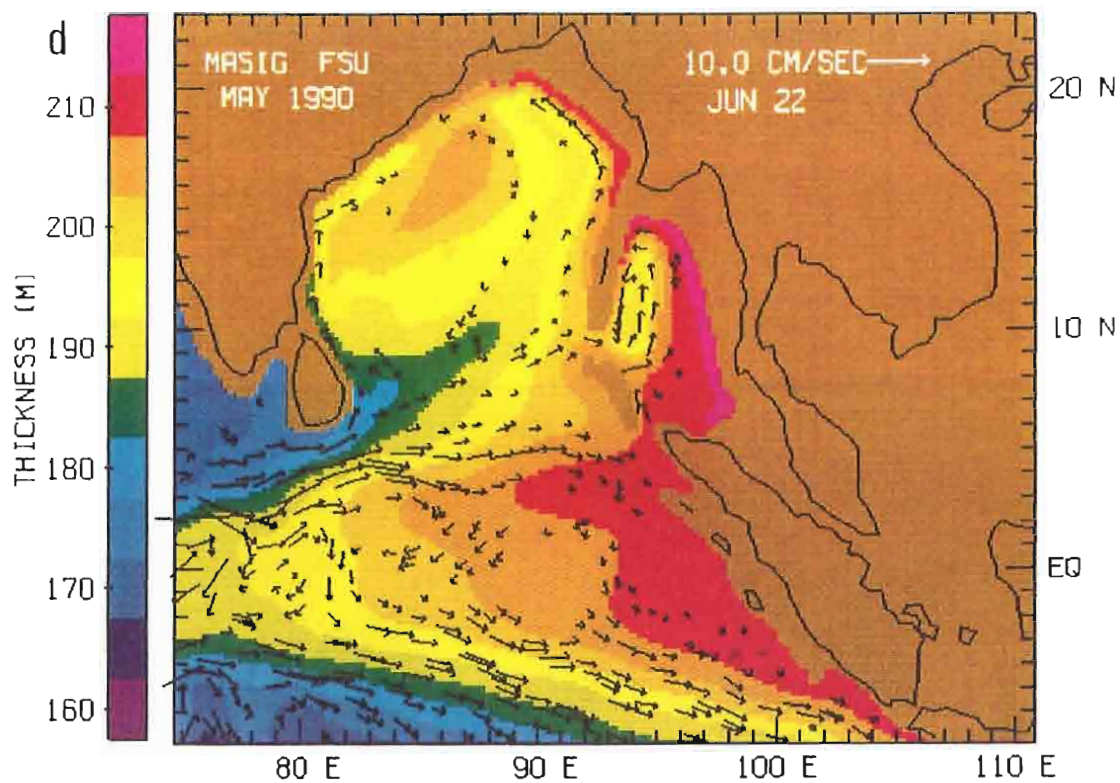 d
MASIG FSU
MAY 1990
10.0 CM/SEC
JUN 22
THICKNESS (M)
210
200
190
180
170
160
20 N
10 N
EQ
80 E
90 E
100 E
110 E